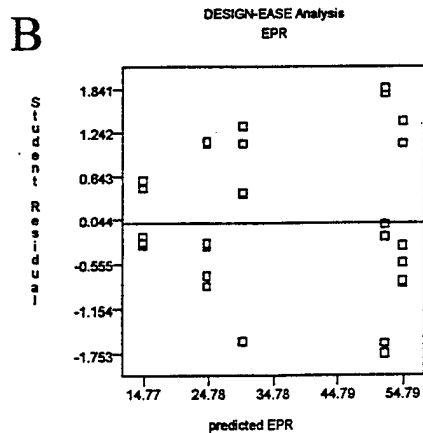 B
DESIGN-EASE Analysis
EPR
Student Residual
1.841
1.242
0.843
0.044
-0.555
-1.154
-1.753
14.77 24.78 34.78 44.79 54.79
predicted EPR